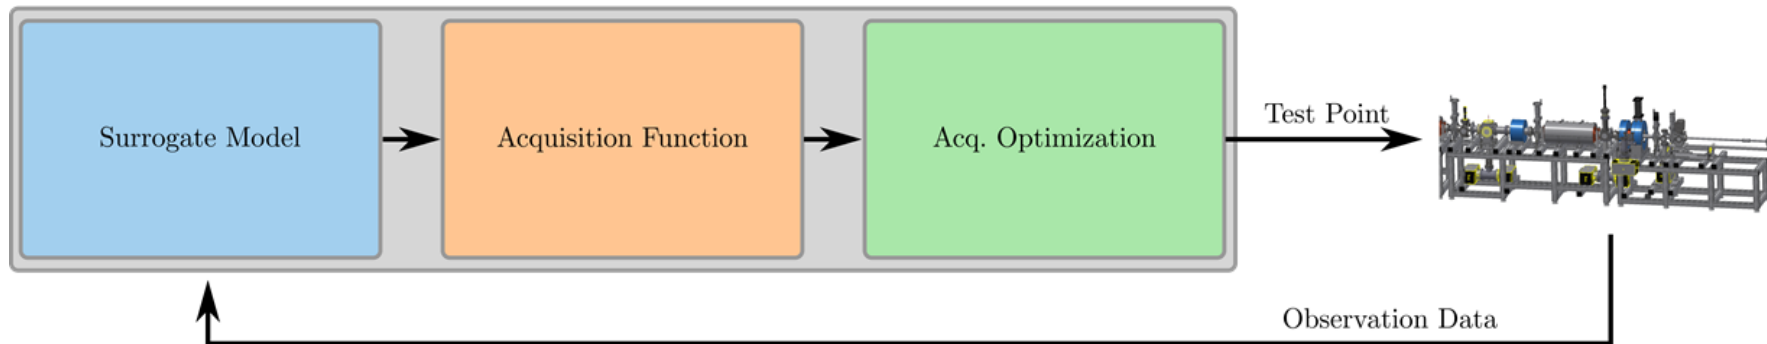 Surrogate Model
Acquisition Function
Acq. Optimization
Test Point
Observation Data